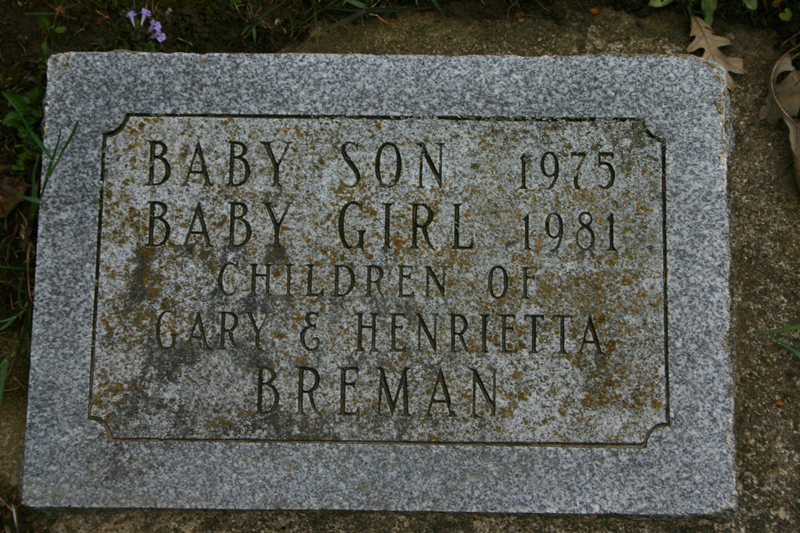 BABY SON 1975
BABY GIRL 1981
CHILDREN OF
GARY & HENRIETTA
BREMAN